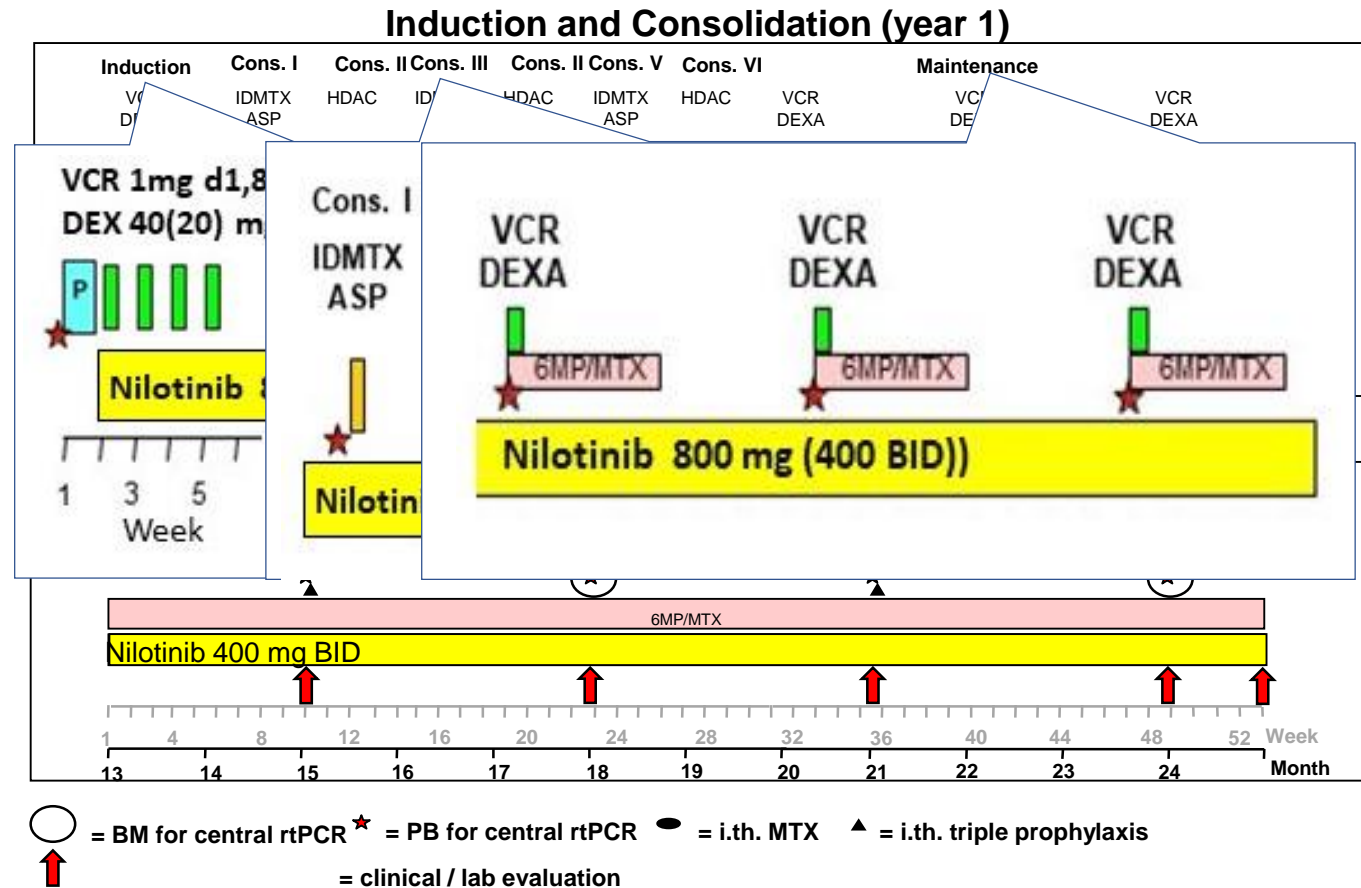 Induction and Consolidation (year 1)
Induction Cons. I Cons. II Cons. III Cons. II Cons. V Cons. VI Maintenance
IDMTX HDAC HDAC IDMTX HDAC VCR VCR
ASP ASP DEXA DEXA
VCR 1mg d1,8
DEX 40(20)
P
Nilotinib
1 3 5
Week
Cons. I
IDMTX
ASP
VCR VCR VCR
DEXA DEXA DEXA
6MP/MTX 6MP/MTX 6MP/MTX
Nilotinib 800 mg (400 BID))
6MP/MTX
Nilotinib 400 mg BID
1 4 8 12 16 20 24 28 32 36 40 44 48 52 Week
13 14 15 16 17 18 19 20 21 22 23 24 Month
= BM for central rtPCR = PB for central rtPCR = i.th. MTX = i.th. triple prophylaxis
= clinical / lab evaluation